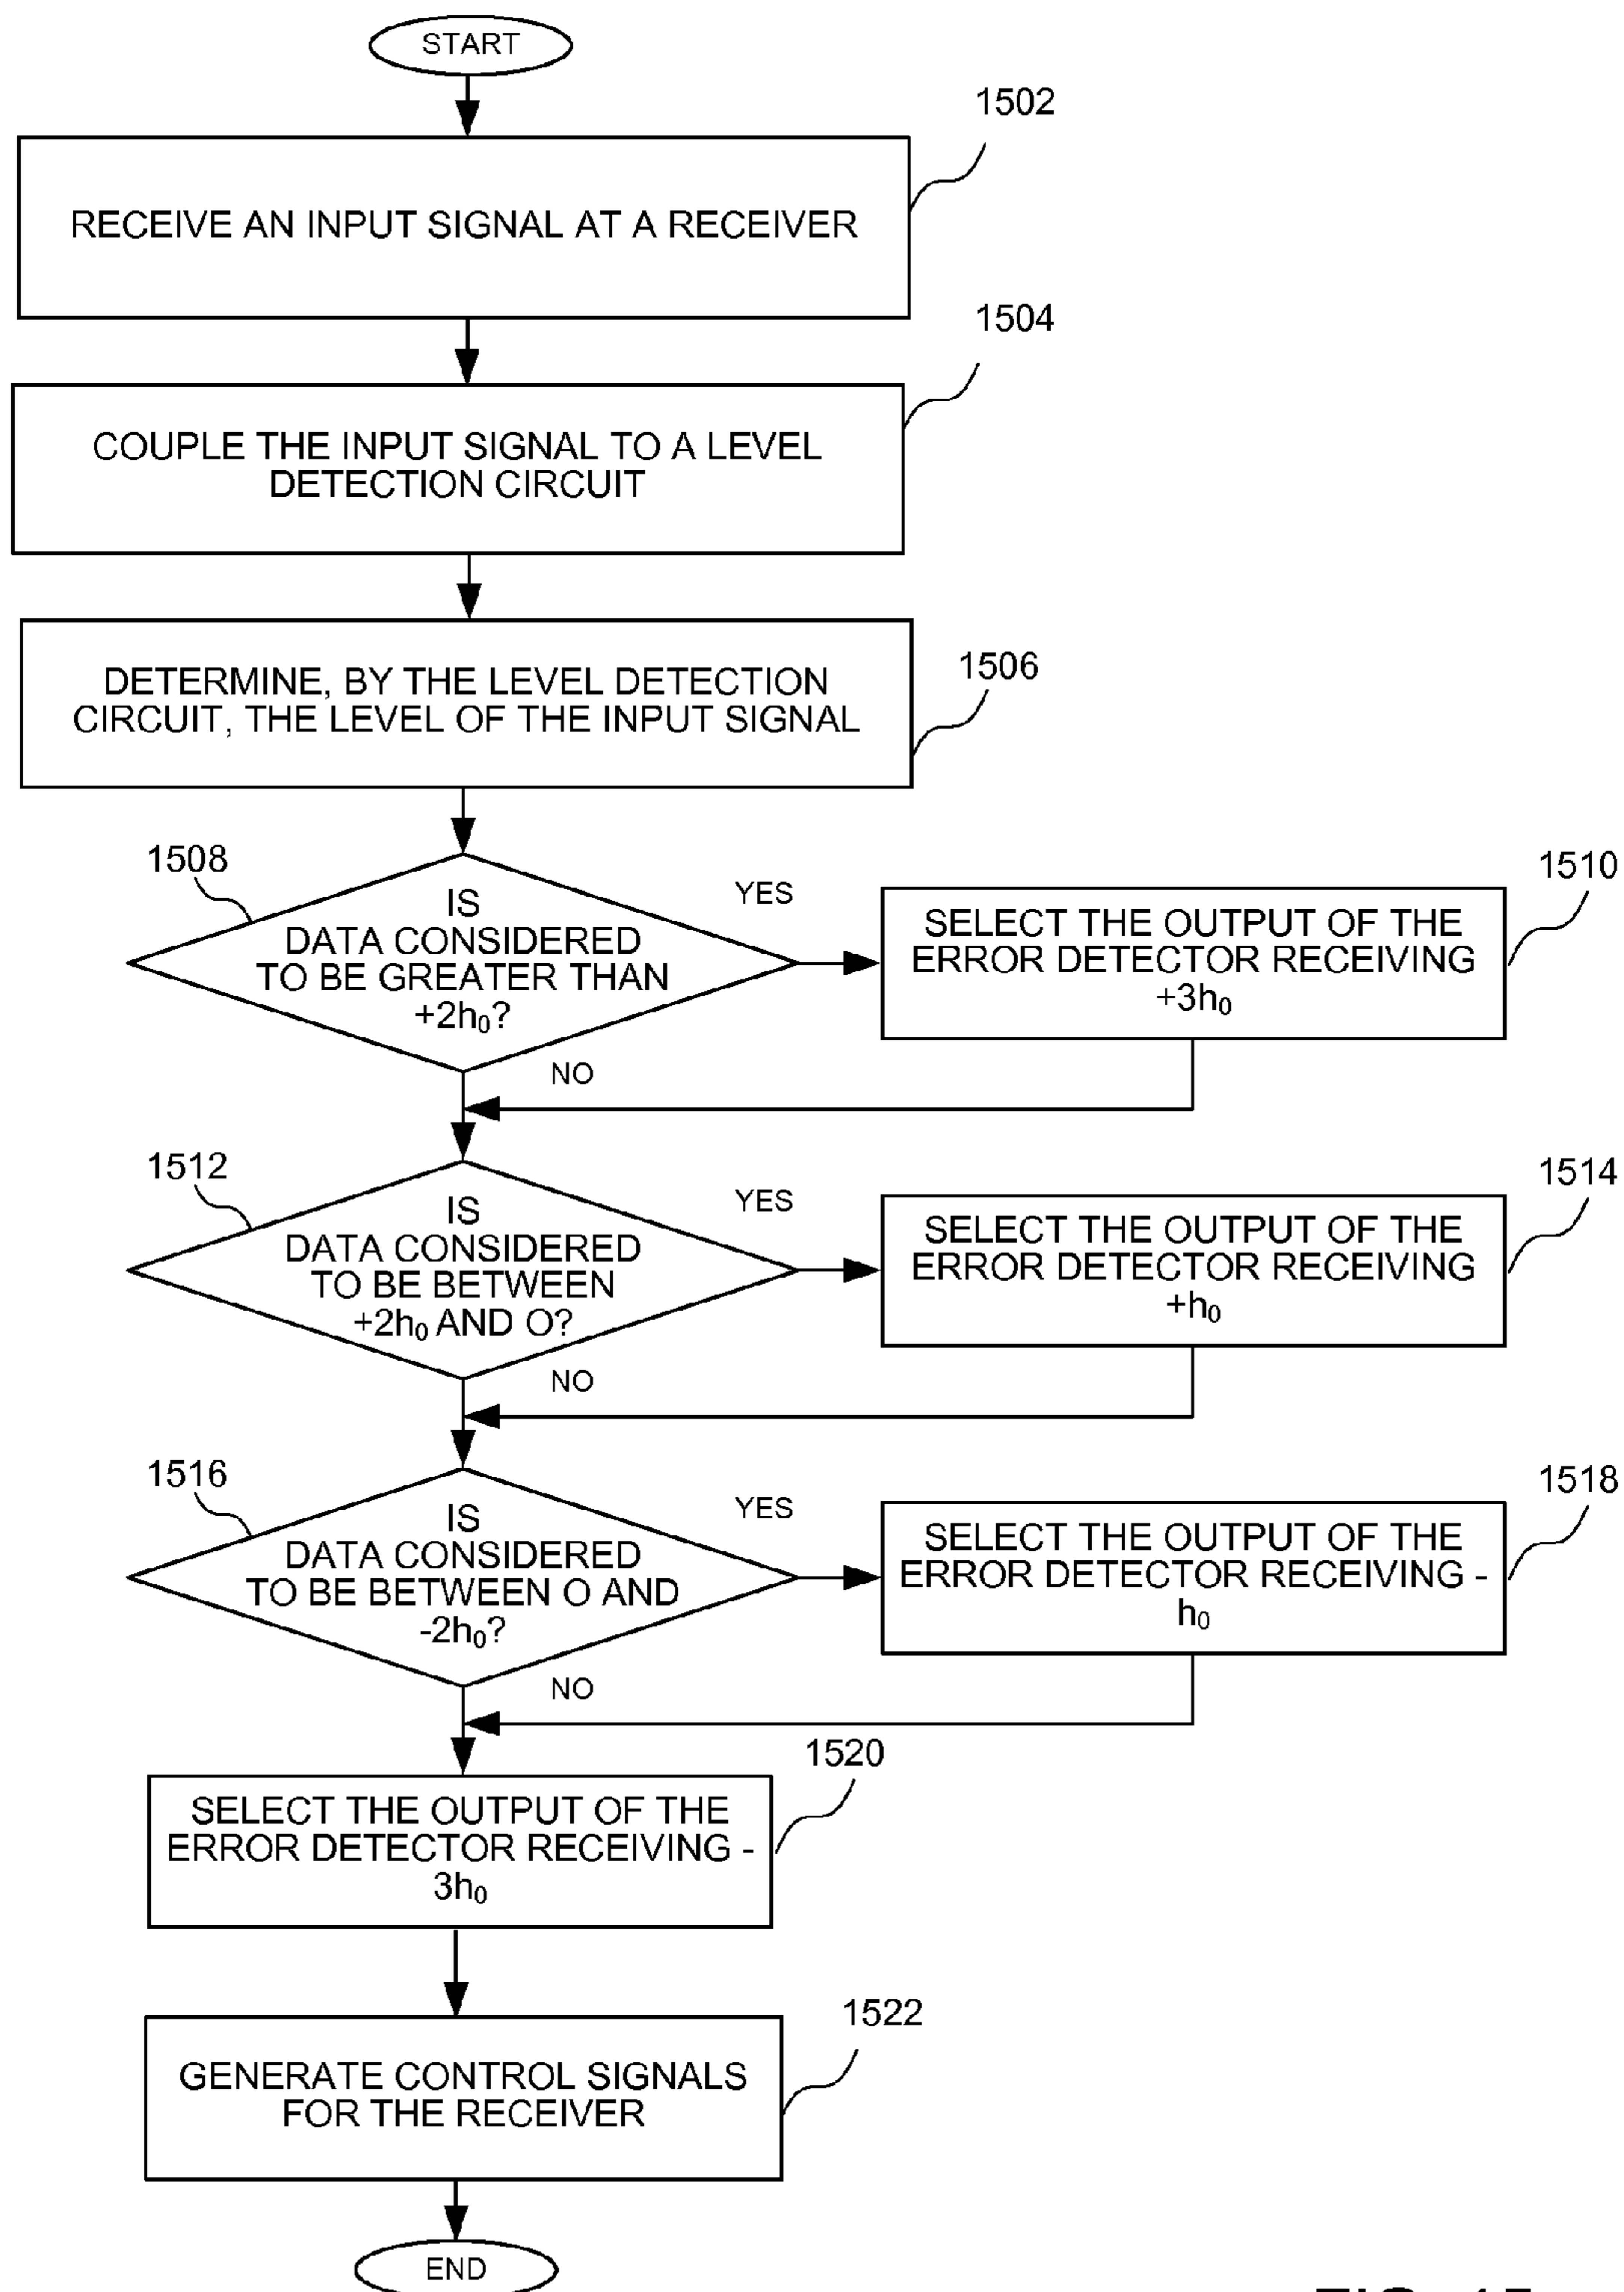 START
1502
RECEIVE AN INPUT SIGNAL AT A RECEIVER
1504
COUPLE THE INPUT SIGNAL TO A LEVEL
DETECTION CIRCUIT
1506
DETERMINE, BY THE LEVEL DETECTION
CIRCUIT, THE LEVEL OF THE INPUT SIGNAL
1508
IS
DATA CONSIDERED
TO BE GREATER THAN
+2h₀?
YES
NO
1510
SELECT THE OUTPUT OF THE
ERROR DETECTOR RECEIVING
+3h₀
1512
IS
DATA CONSIDERED
TO BE BETWEEN
+2h₀ AND O?
YES
NO
1514
SELECT THE OUTPUT OF THE
ERROR DETECTOR RECEIVING
+h₀
1516
IS
DATA CONSIDERED
TO BE BETWEEN O AND
-2h₀?
YES
NO
1518
SELECT THE OUTPUT OF THE
ERROR DETECTOR RECEIVING -
h₀
1520
SELECT THE OUTPUT OF THE
ERROR DETECTOR RECEIVING -
3h₀
1522
GENERATE CONTROL SIGNALS
FOR THE RECEIVER
END